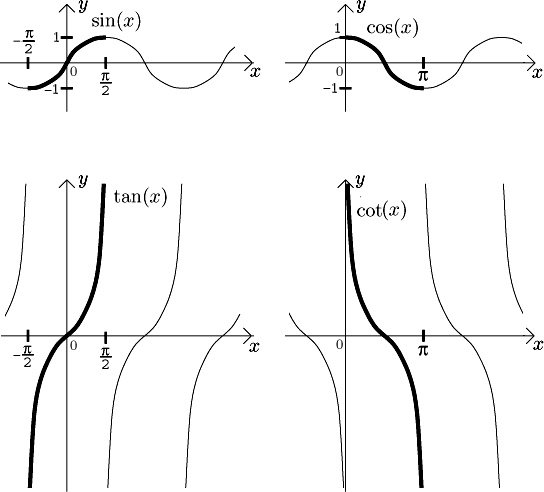 y sin(x)
-π/2 1 0 π/2 x
-1
y cos(x)
1 0 π x
-1
y tan(x)
-π/2 0 π/2 x
y cot(x)
0 π x